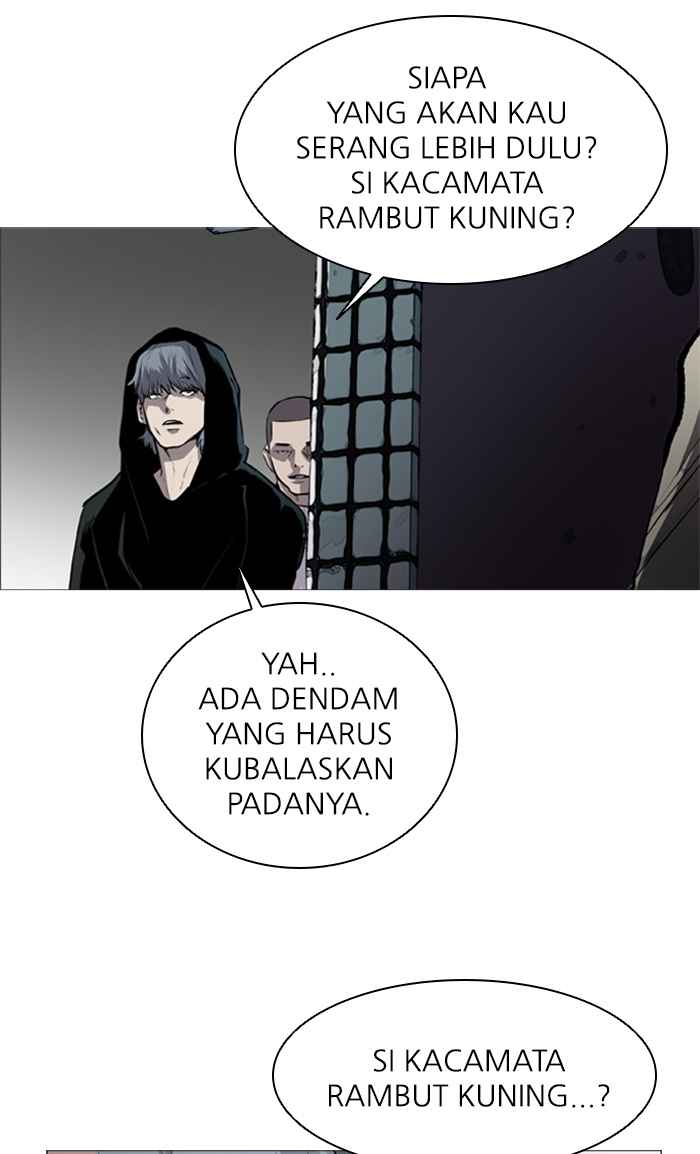 SIAPA
YANG AKAN KAU
SERANG LEBIH DULU?
SI KACAMATA
RAMBUT KUNING?
YAH..
ADA DENDAM
YANG HARUS
KUBALASKAN
PADANYA.
SI KACAMATA
RAMBUT KUNING...?